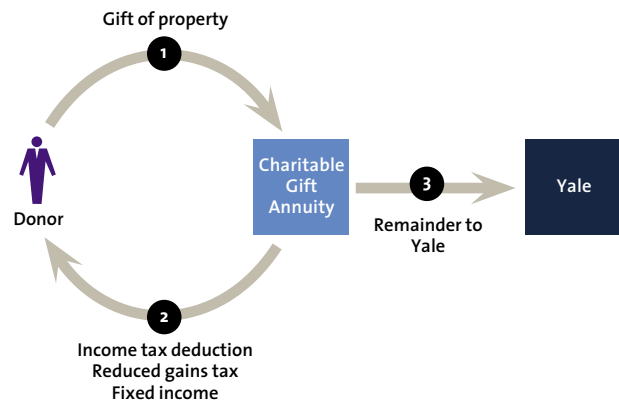 Gift of property
1
Donor
Charitable
Gift
Annuity
3
Remainder to
Yale
Yale
2
Income tax deduction
Reduced gains tax
Fixed income